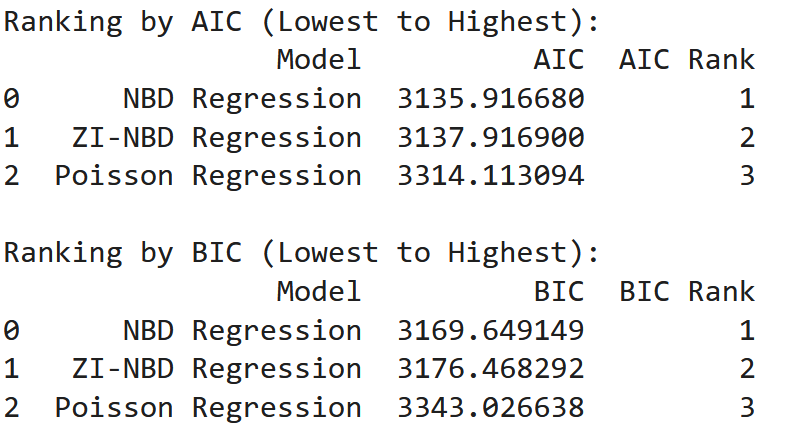 Ranking by AIC (Lowest to Highest):
Model AIC AIC Rank
0 NBD Regression 3135.916680 1
1 ZI-NBD Regression 3137.916900 2
2 Poisson Regression 3314.113094 3
Ranking by BIC (Lowest to Highest):
Model BIC BIC Rank
0 NBD Regression 3169.649149 1
1 ZI-NBD Regression 3176.468292 2
2 Poisson Regression 3343.026638 3